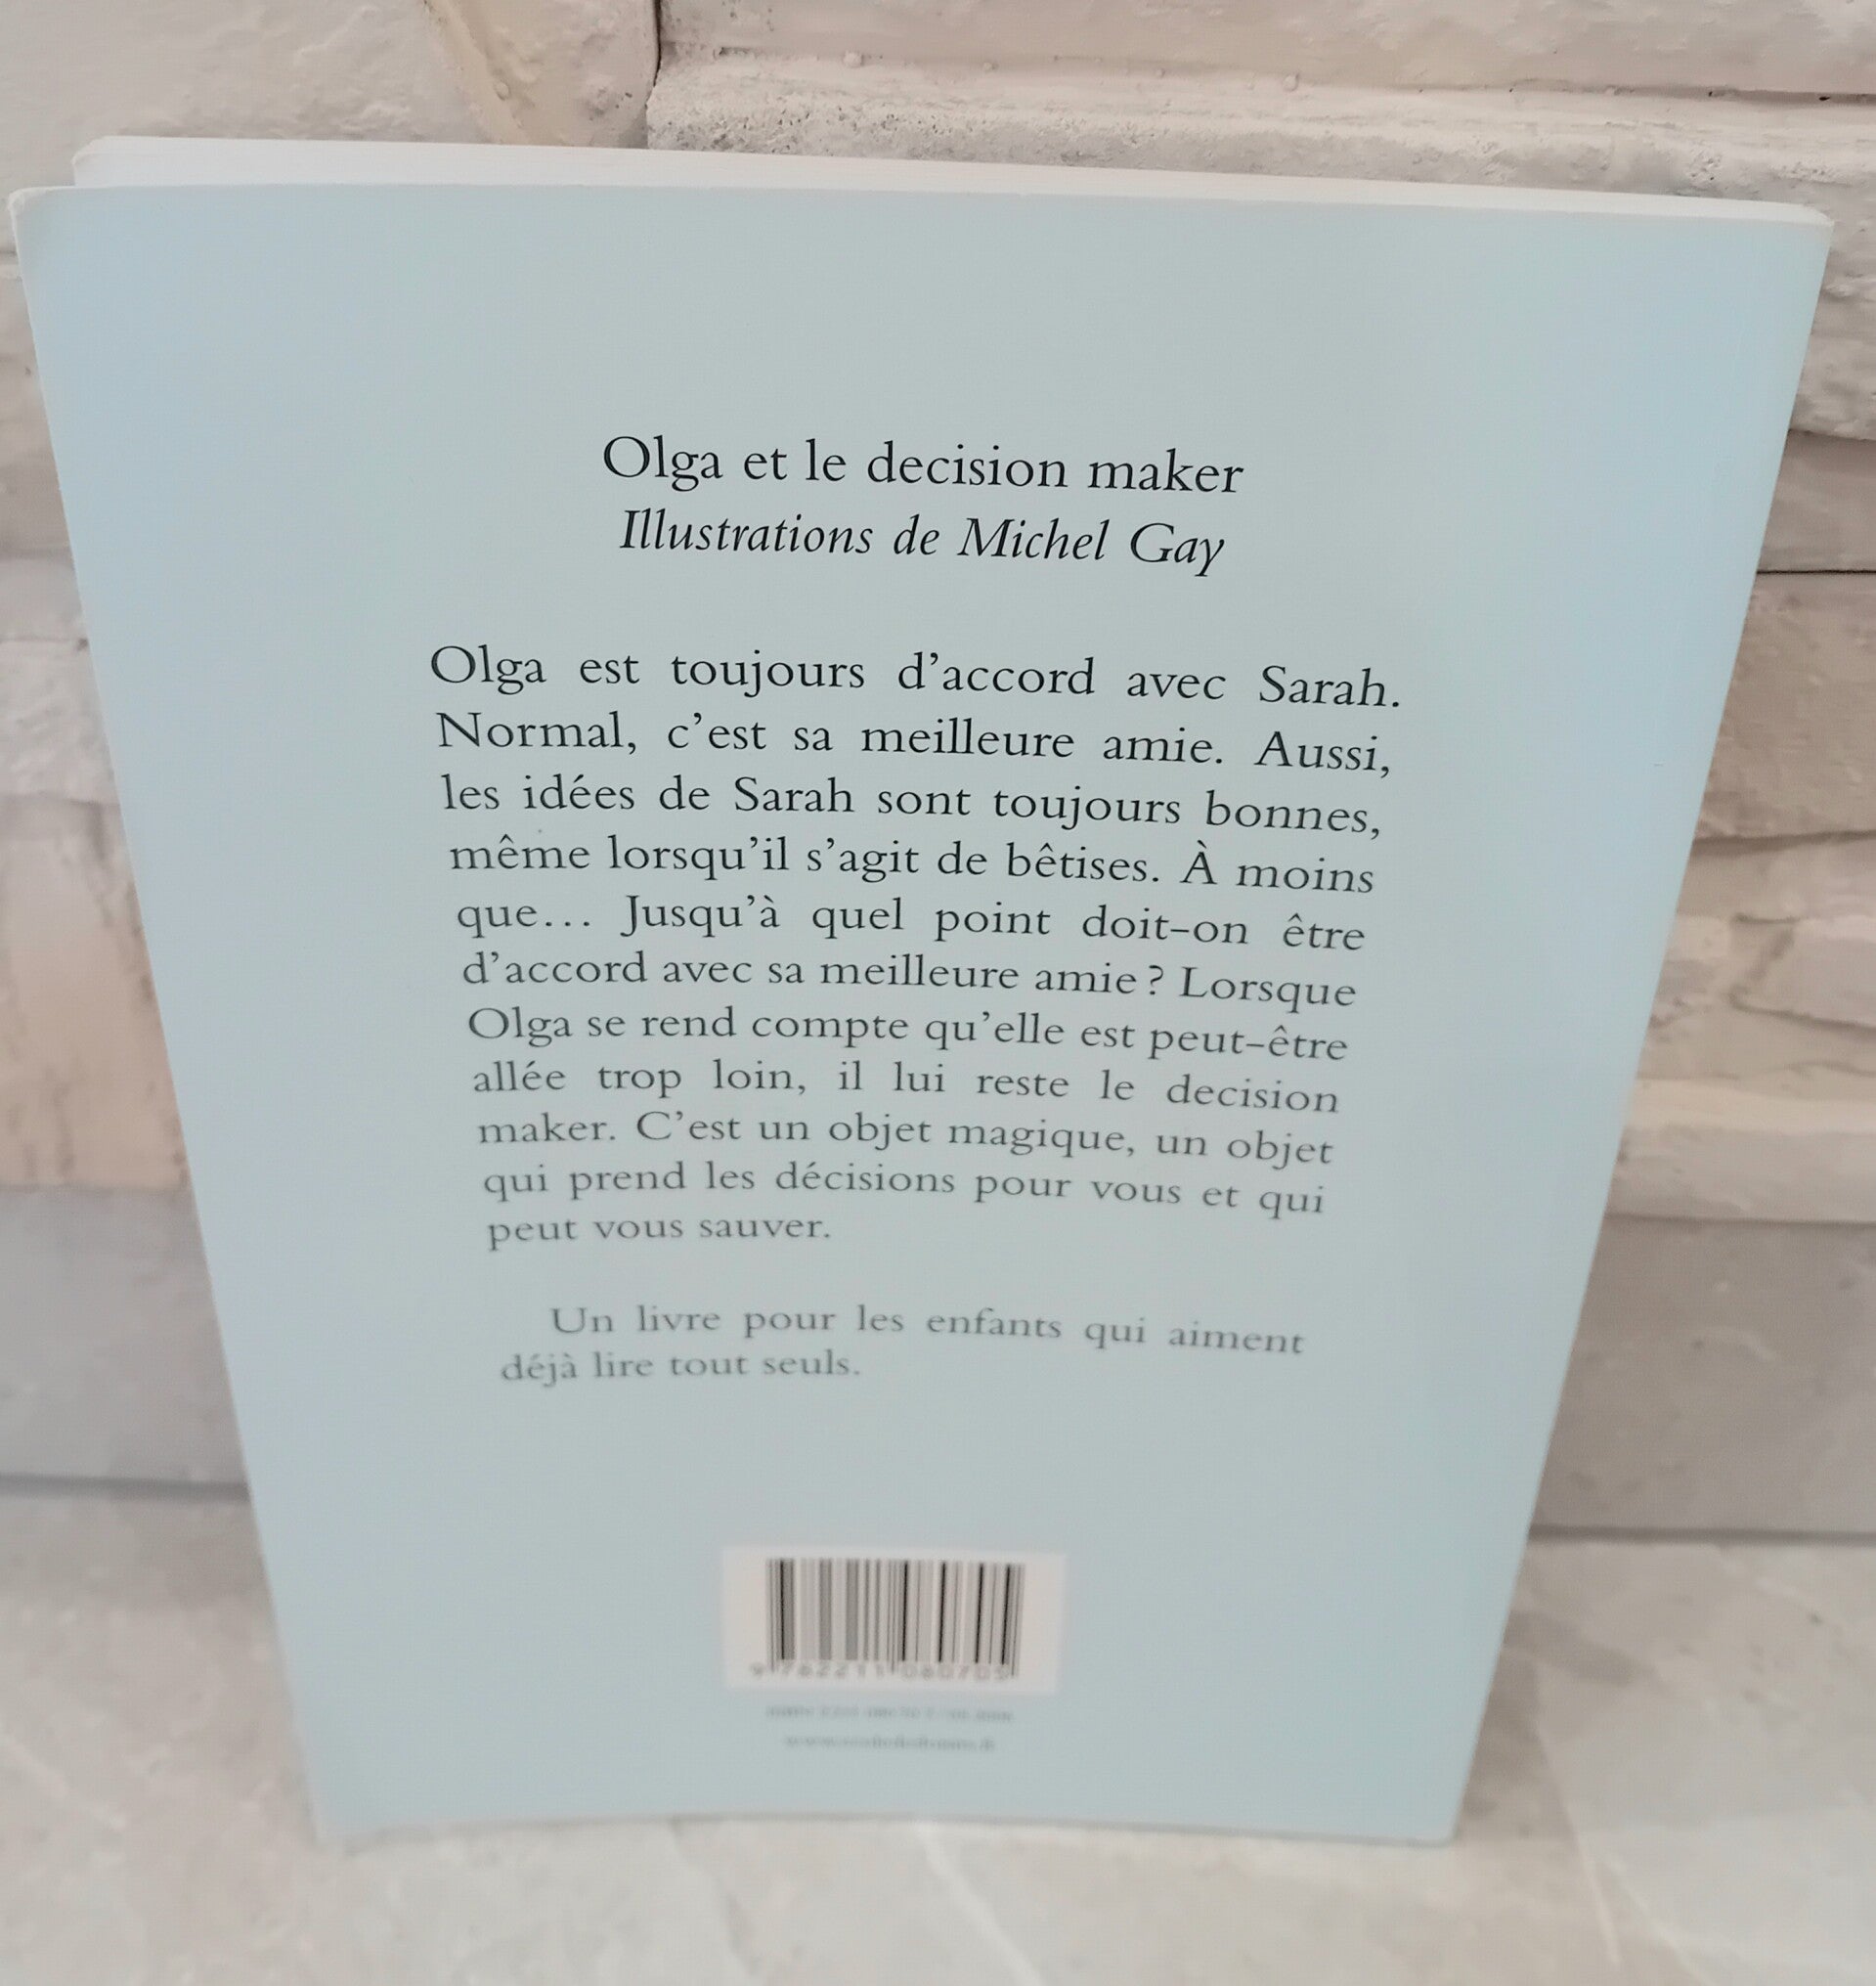 Olga et le decision maker
Illustrations de Michel Gay
Olga est toujours d'accord avec Sarah.
Normal, c'est sa meilleure amie. Aussi,
les idées de Sarah sont toujours bonnes,
même lorsqu'il s'agit de bêtises. À moins
que... Jusqu'à quel point doit-on être
d'accord avec sa meilleure amie ? Lorsque
Olga se rend compte qu'elle est peut-être
allée trop loin, il lui reste le decision
maker. C'est un objet magique, un objet
qui prend les décisions pour vous et qui
peut vous sauver.
Un livre pour les enfants qui aiment
déjà lire tout seuls.
9 782211 080705